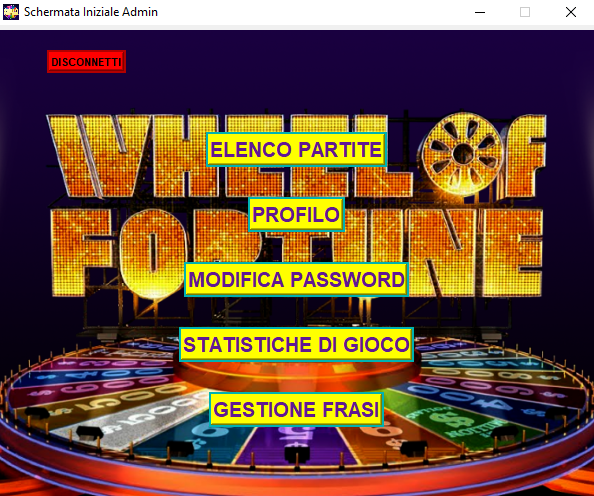 Schermata Iniziale Admin
DISCONNETTI
WHEEL OF
ELENCO PARTITE
PROFILO
FORTUNE
MODIFICA PASSWORD
STATISTICHE DI GIOCO
GESTIONE FRASI